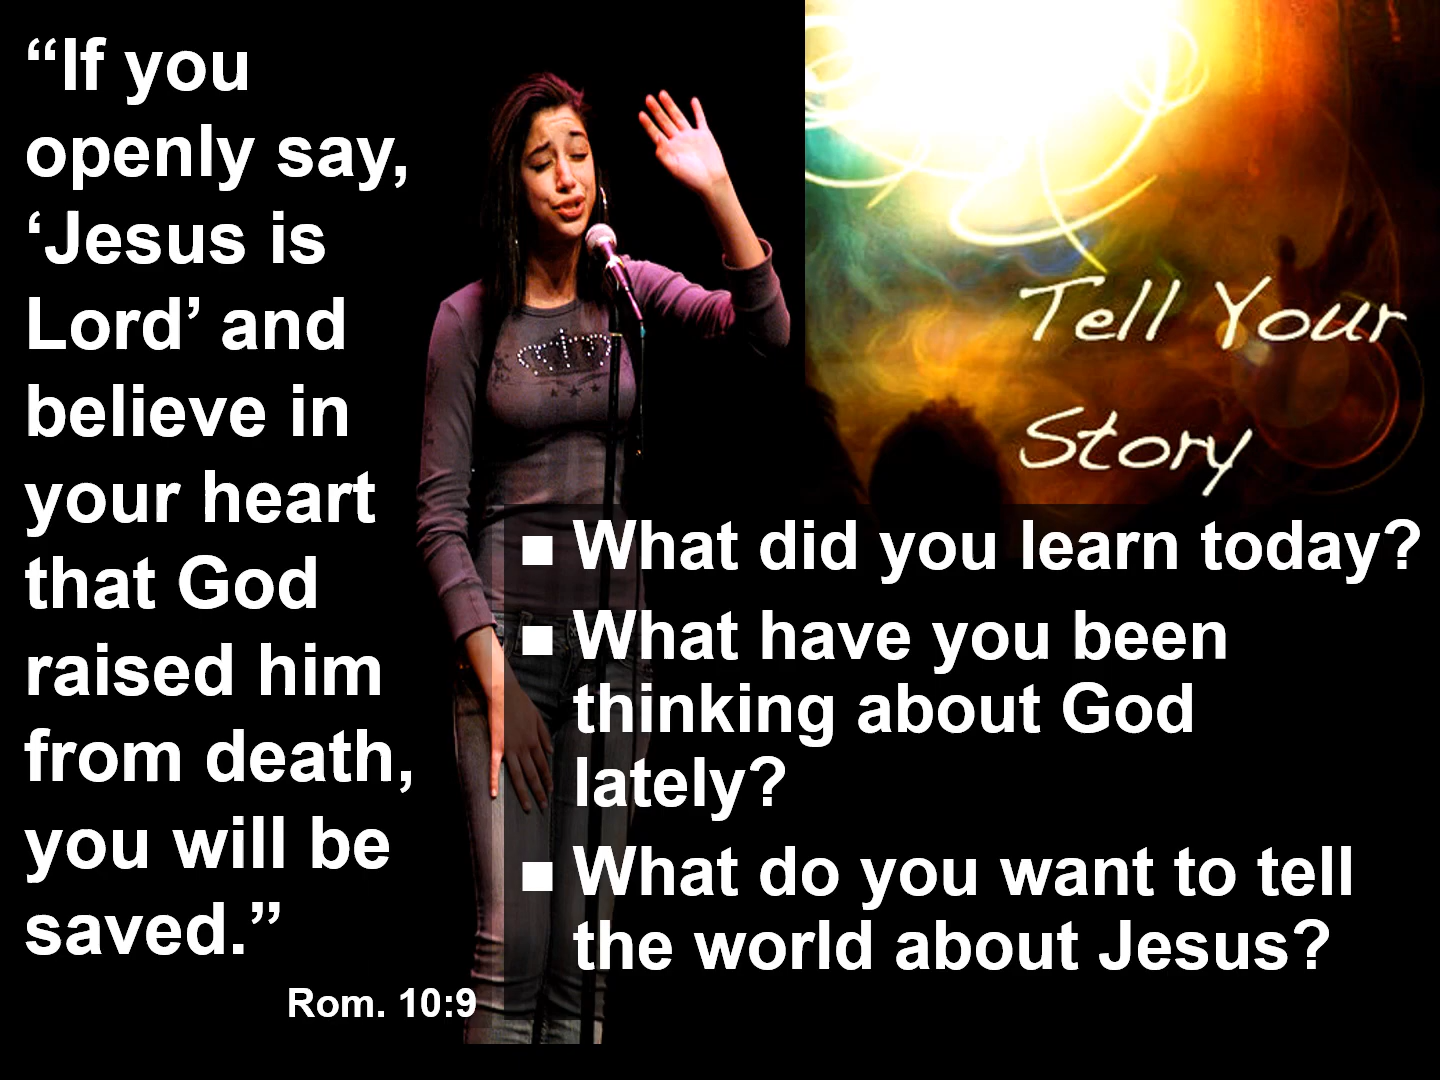 “If you
openly say,
‘Jesus is
Lord’ and
believe in
your heart
that God
raised him
from death,
you will be
saved.”
Rom. 10:9
Tell Your
Story
■ What did you learn today?
■ What have you been
thinking about God
lately?
■ What do you want to tell
the world about Jesus?